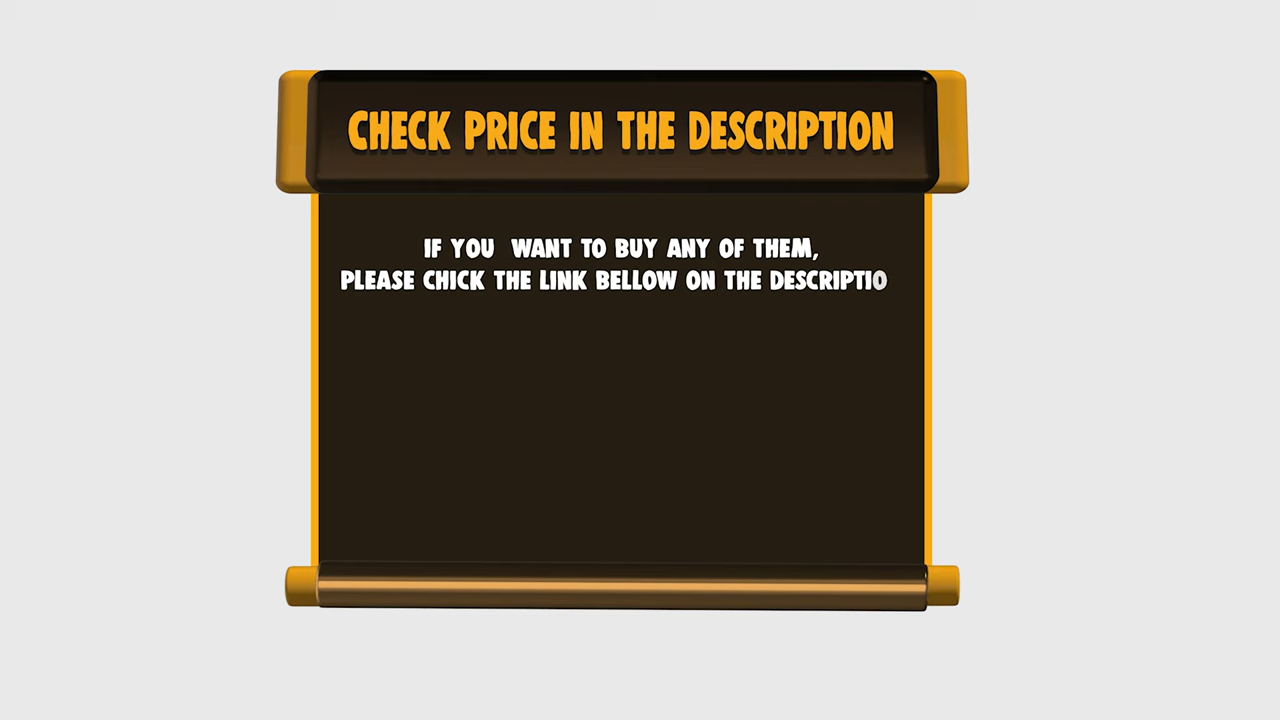 CHECK PRICE IN THE DESCRIPTION
IF YOU  WANT TO BUY ANY OF THEM,
PLEASE CHICK THE LINK BELLOW ON THE DESCRIPTIO